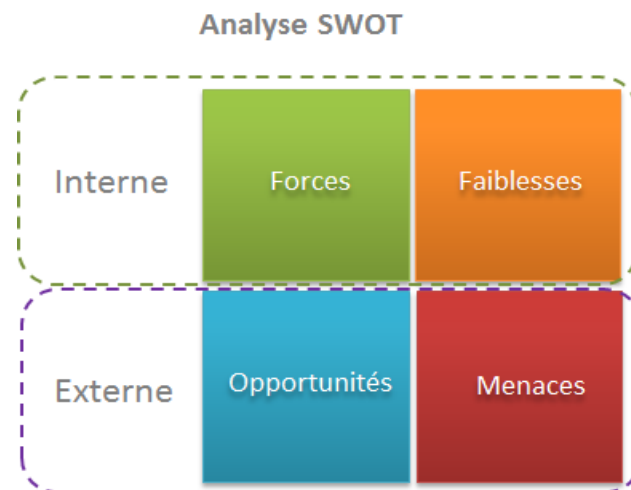 Analyse SWOT
Interne
Forces
Faiblesses
Externe
Opportunités
Menaces